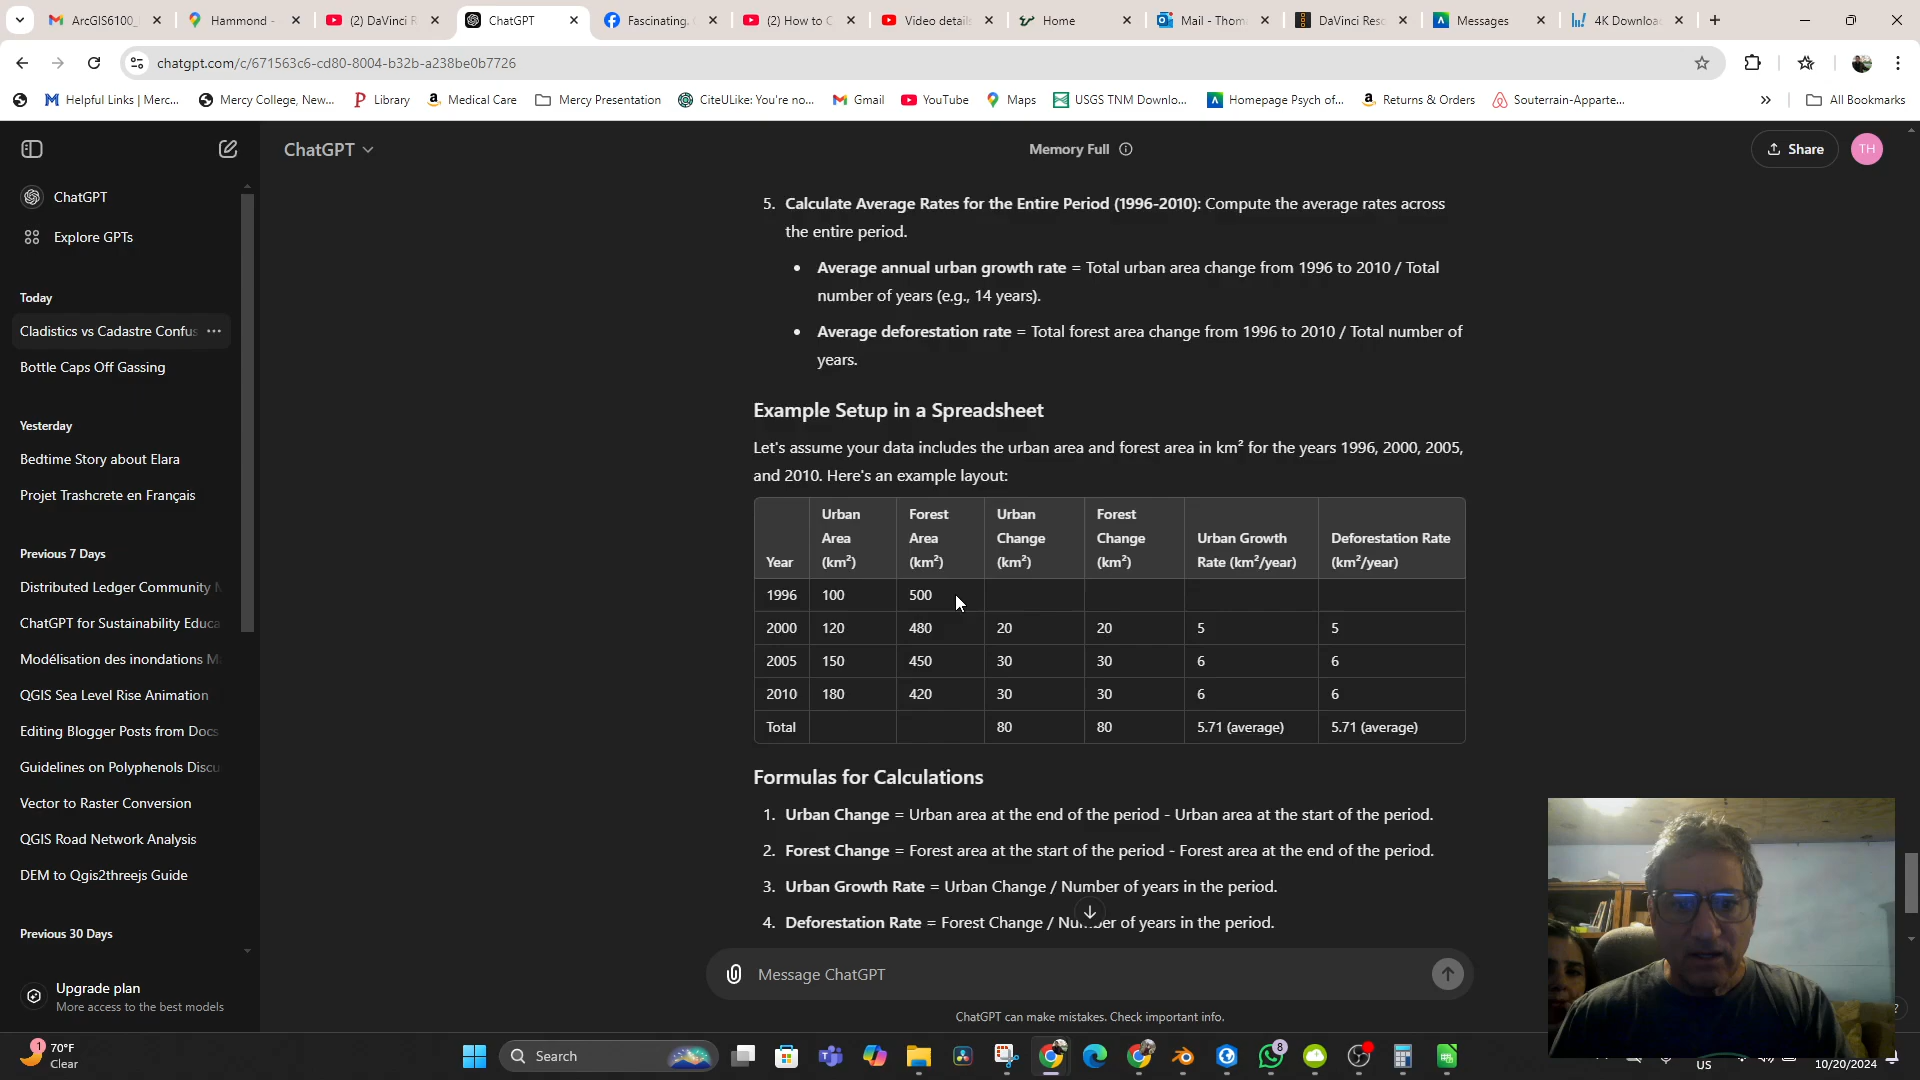 ArcGIS6100_
Hammond -
(2) DaVinci R
ChatGPT
Fascinating.
(2) How to C
Video details
Home
Mail - Thom
DaVinci Res
Messages
4K Downloa
chatgpt.com/c/671563c6-cd80-8004-b32b-a238be0b7726
Helpful Links | Merc...
Mercy College, New...
Library
Medical Care
Mercy Presentation
CiteULike: You're no...
Gmail
YouTube
Maps
USGS TNM Downlo...
Homepage Psych of...
Returns & Orders
Souterrain-Apparte...
All Bookmarks
ChatGPT
Memory Full
Share
TH
ChatGPT
Explore GPTs
Today
Cladistics vs Cadastre Confus
Bottle Caps Off Gassing
Yesterday
Bedtime Story about Elara
Projet Trashcrete en Français
Previous 7 Days
Distributed Ledger Community
ChatGPT for Sustainability Educa
Modélisation des inondations
QGIS Sea Level Rise Animation
Editing Blogger Posts from Docs
Guidelines on Polyphenols Discu
Vector to Raster Conversion
QGIS Road Network Analysis
DEM to Qgis2threejs Guide
Previous 30 Days
Upgrade plan
More access to the best models
5. Calculate Average Rates for the Entire Period (1996-2010): Compute the average rates across
the entire period.
• Average annual urban growth rate = Total urban area change from 1996 to 2010 / Total
number of years (e.g., 14 years).
• Average deforestation rate = Total forest area change from 1996 to 2010 / Total number of
years.
Example Setup in a Spreadsheet
Let's assume your data includes the urban area and forest area in km² for the years 1996, 2000, 2005,
and 2010. Here's an example layout:
Year Urban Area (km²) Forest Area (km²) Urban Change (km²) Forest Change (km²) Urban Growth Rate (km²/year) Deforestation Rate (km²/year)
1996 100 500
2000 120 480 20 20 5 5
2005 150 450 30 30 6 6
2010 180 420 30 30 6 6
Total 80 80 5.71 (average) 5.71 (average)
Formulas for Calculations
1. Urban Change = Urban area at the end of the period - Urban area at the start of the period.
2. Forest Change = Forest area at the start of the period - Forest area at the end of the period.
3. Urban Growth Rate = Urban Change / Number of years in the period.
4. Deforestation Rate = Forest Change / Number of years in the period.
Message ChatGPT
ChatGPT can make mistakes. Check important info.
?
1
70°F
Clear
Search
8
US
10/20/2024